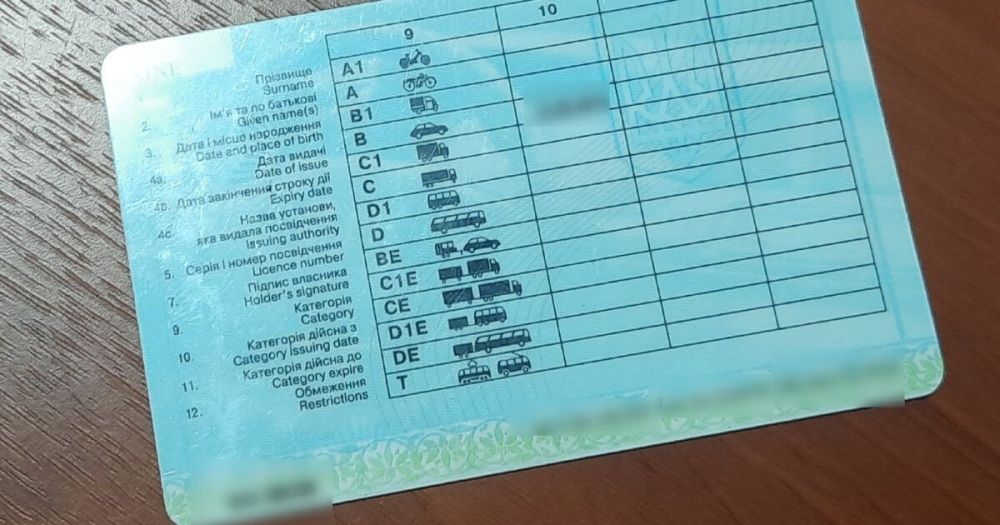 Прізвище
Surname
2. Ім'я та по батькові
Given name(s)
3. Дата і місце народження
Date and place of birth
4a. Дата видачі
Date of issue
4b. Дата закінчення строку дії
Expiry date
4c. Назва установи,
яка видала посвідчення
Issuing authority
5. Серія і номер посвідчення
Licence number
7. Підпис власника
Holder's signature
9. Категорія
Category
10. Категорія дійсна з
Category issuing date
11. Категорія дійсна до
Category expire
12. Обмеження
Restrictions
9 10
A1
A
B1
B
C1
C
D1
D
BE
C1E
CE
D1E
DE
T